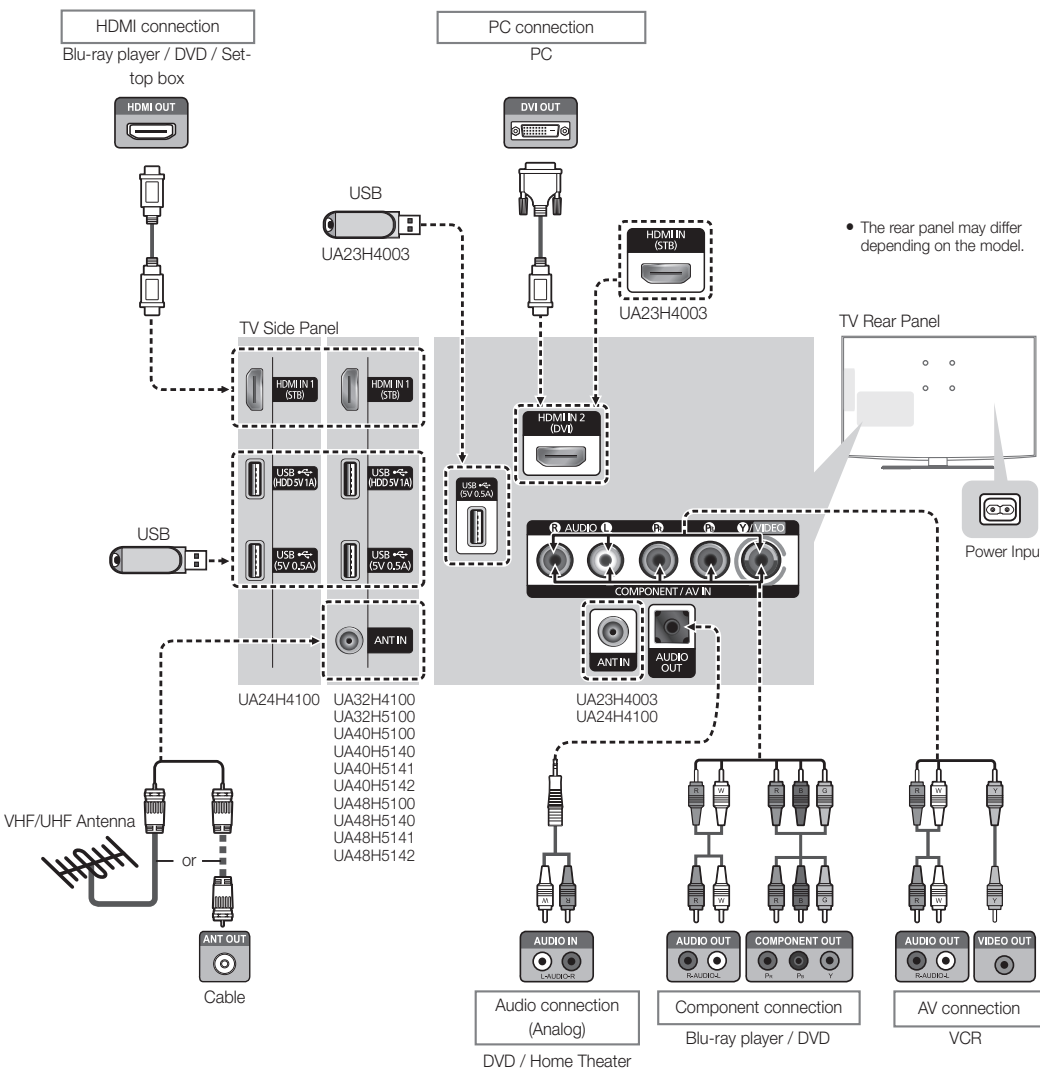 HDMI connection
Blu-ray player / DVD / Set-
top box
HDMI OUT
PC connection
PC
DVI OUT
USB
UA23H4003
HDMI IN
(STB)
UA23H4003
• The rear panel may differ
depending on the model.
TV Side Panel
TV Rear Panel
HDMI IN 1
(STB)
HDMI IN 1
(STB)
HDMI IN 2
(DVI)
USB
(HDD 5V 1A)
USB
(HDD 5V 1A)
USB
(5V 0.5A)
USB
USB
(5V 0.5A)
USB
(5V 0.5A)
R AUDIO L PR PB Y / VIDEO
COMPONENT / AV IN
Power Inpu
ANT IN
ANT IN
AUDIO
OUT
UA24H4100
UA32H4100
UA32H5100
UA40H5100
UA40H5140
UA40H5141
UA40H5142
UA48H5100
UA48H5140
UA48H5141
UA48H5142
UA23H4003
UA24H4100
VHF/UHF Antenna
or
ANT OUT
Cable
R W R B G
R W Y
W R
R W R B G
R W Y
AUDIO IN
L-AUDIO-R
AUDIO OUT
R-AUDIO-L
COMPONENT OUT
Y
AUDIO OUT
R-AUDIO-L
VIDEO OUT
Audio connection
(Analog)
DVD / Home Theater
Component connection
Blu-ray player / DVD
AV connection
VCR